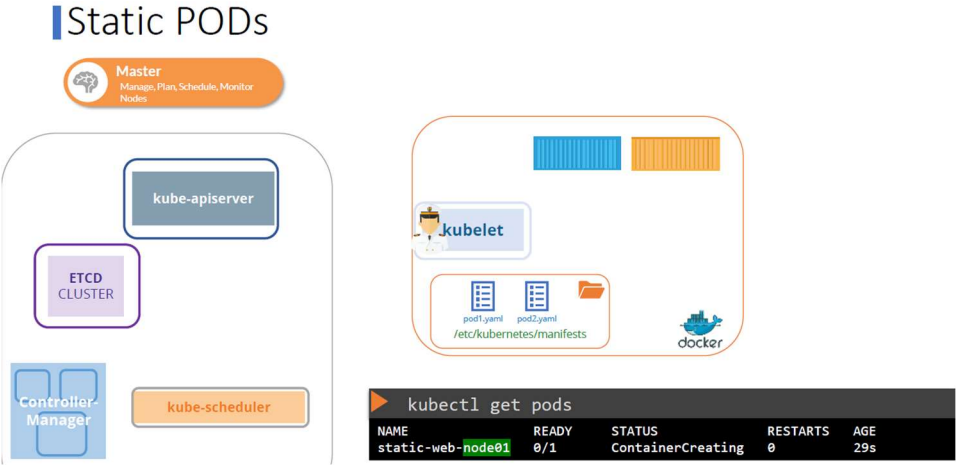 Static PODs
Master
Manage, Plan, Schedule, Monitor
Nodes
kube-apiserver
ETCD
CLUSTER
Controller-
Manager
kube-scheduler
kubelet
pod1.yaml pod2.yaml
/etc/kubernetes/manifests
docker
kubectl get pods
NAME READY STATUS RESTARTS AGE
static-web-node01 0/1 ContainerCreating 0 29s